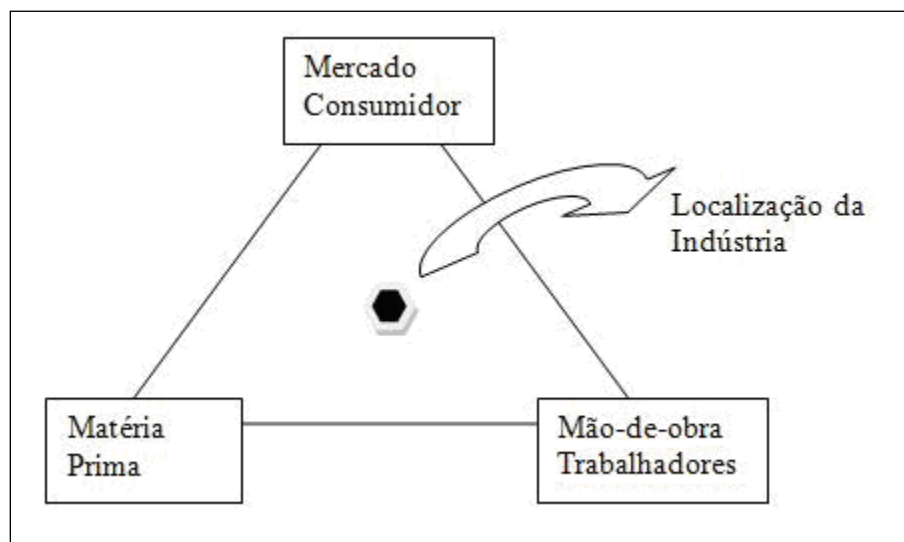 Mercado
Consumidor
Localização da
Indústria
Matéria
Prima
Mão-de-obra
Trabalhadores